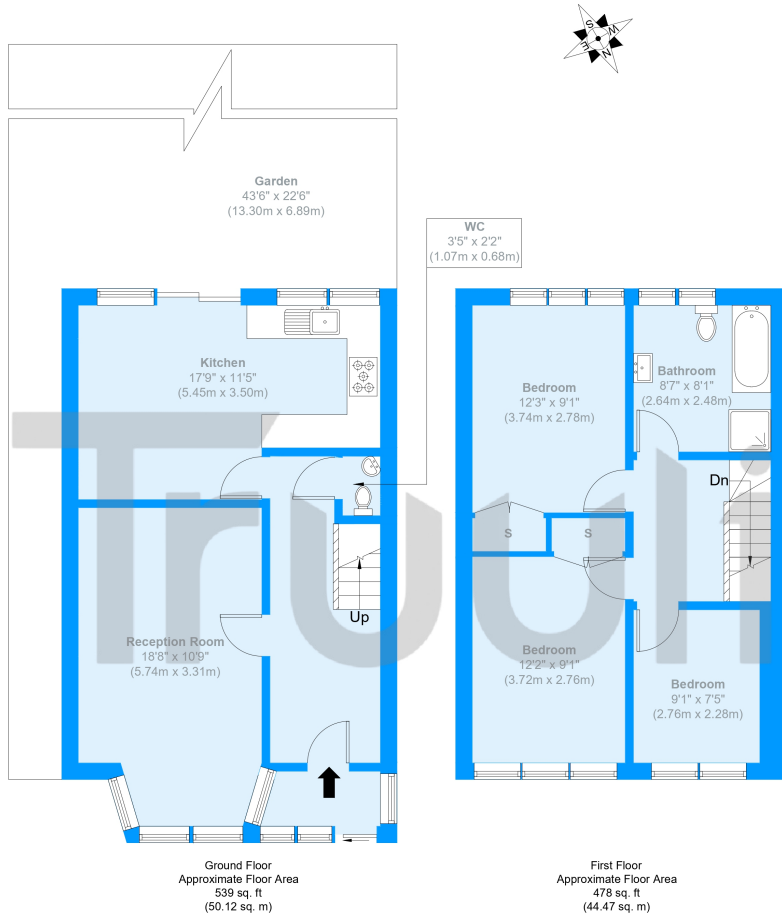 S
W
E
N
Garden
43'6" x 22'6"
(13.30m x 6.89m)
WC
3'5" x 2'2"
(1.07m x 0.68m)
Kitchen
17'9" x 11'5"
(5.45m x 3.50m)
Bedroom
12'3" x 9'1"
(3.74m x 2.78m)
Bathroom
8'7" x 8'1"
(2.64m x 2.48m)
Dn
S
S
Up
Reception Room
18'8" x 10'9"
(5.74m x 3.31m)
Bedroom
12'2" x 9'1"
(3.72m x 2.76m)
Bedroom
9'1" x 7'5"
(2.76m x 2.28m)
Truuli
Ground Floor
Approximate Floor Area
539 sq. ft
(50.12 sq. m)
First Floor
Approximate Floor Area
478 sq. ft
(44.47 sq. m)